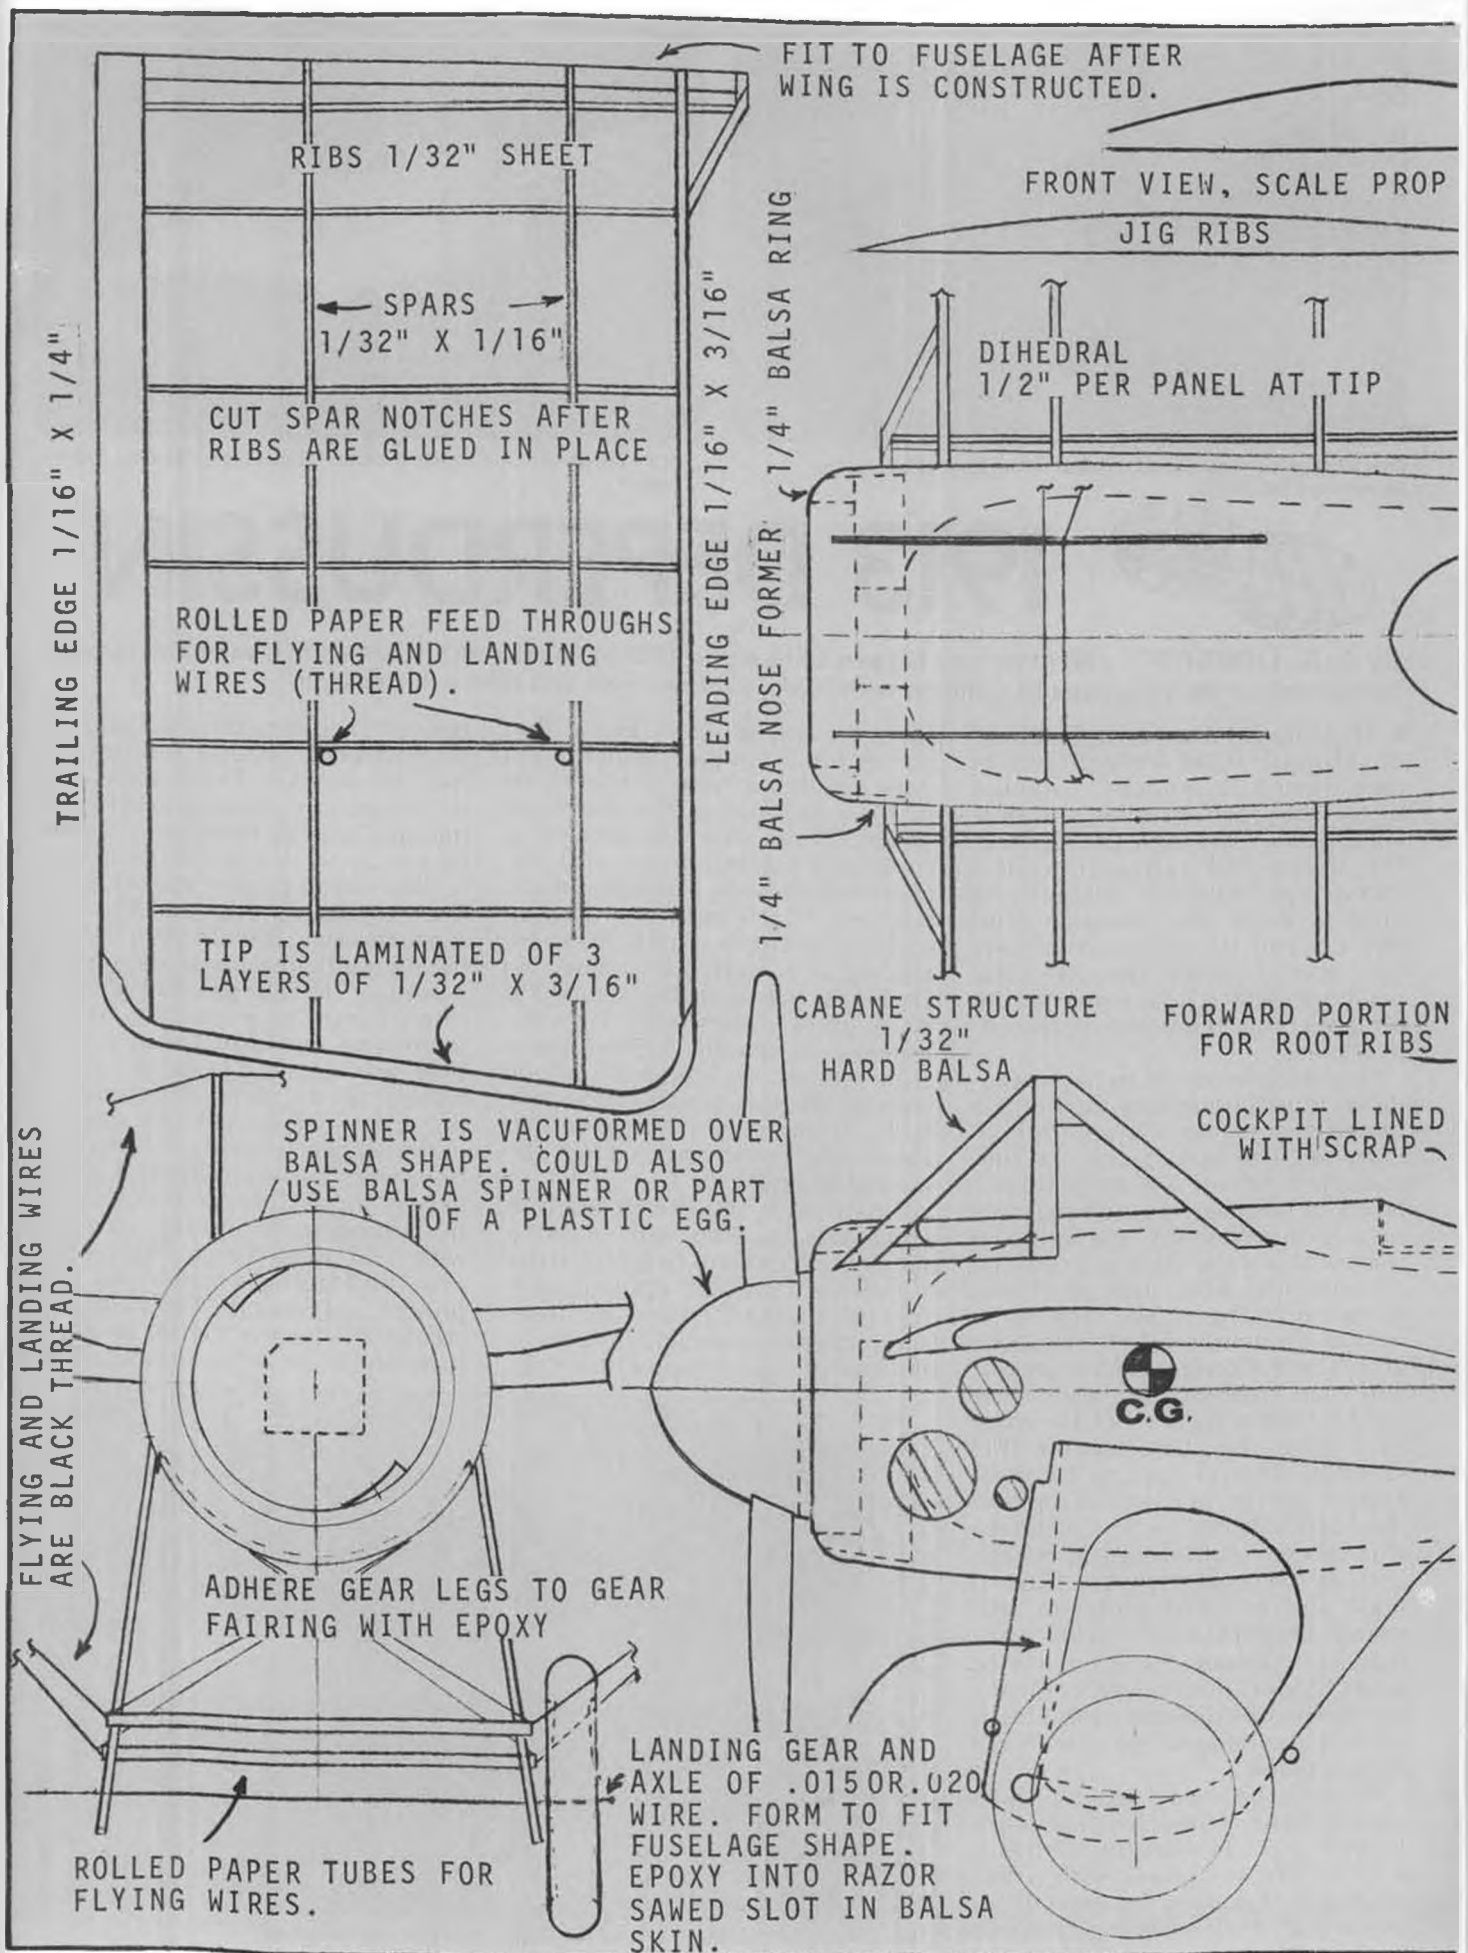 FIT TO FUSELAGE AFTER
WING IS CONSTRUCTED.
RIBS 1/32" SHEET
FRONT VIEW, SCALE PROP
JIG RIBS
SPARS
1/32" X 1/16"
DIHEDRAL
1/2" PER PANEL AT TIP
CUT SPAR NOTCHES AFTER
RIBS ARE GLUED IN PLACE
TRAILING EDGE 1/16" X 1/4"
LEADING EDGE 1/16" X 3/16"
1/4" BALSA NOSE FORMER
1/4" BALSA RING
ROLLED PAPER FEED THROUGHS
FOR FLYING AND LANDING
WIRES (THREAD).
TIP IS LAMINATED OF 3
LAYERS OF 1/32" X 3/16"
CABANE STRUCTURE
1/32"
HARD BALSA
FORWARD PORTION
FOR ROOT RIBS
COCKPIT LINED
WITH SCRAP
SPINNER IS VACUFORMED OVER
BALSA SHAPE. COULD ALSO
USE BALSA SPINNER OR PART
OF A PLASTIC EGG.
FLYING AND LANDING WIRES
ARE BLACK THREAD.
C.G.
ADHERE GEAR LEGS TO GEAR
FAIRING WITH EPOXY
LANDING GEAR AND
AXLE OF .015OR.020
WIRE. FORM TO FIT
FUSELAGE SHAPE.
EPOXY INTO RAZOR
SAWED SLOT IN BALSA
SKIN.
ROLLED PAPER TUBES FOR
FLYING WIRES.